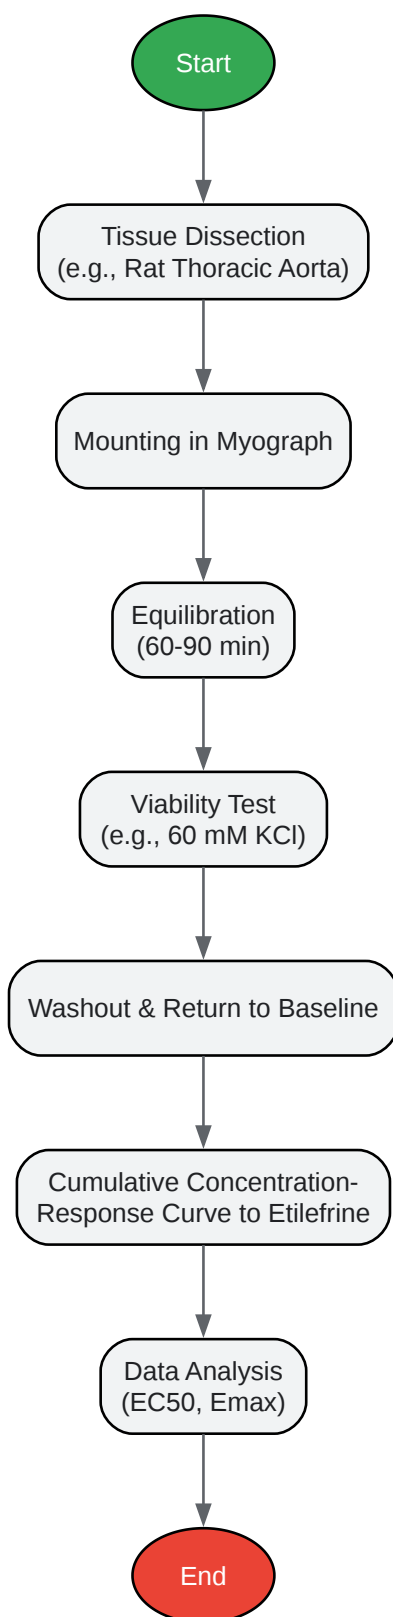 Start
Tissue Dissection
(e.g., Rat Thoracic Aorta)
Mounting in Myograph
Equilibration
(60-90 min)
Viability Test
(e.g., 60 mM KCl)
Washout & Return to Baseline
Cumulative Concentration-
Response Curve to Etilefrine
Data Analysis
(EC50, Emax)
End